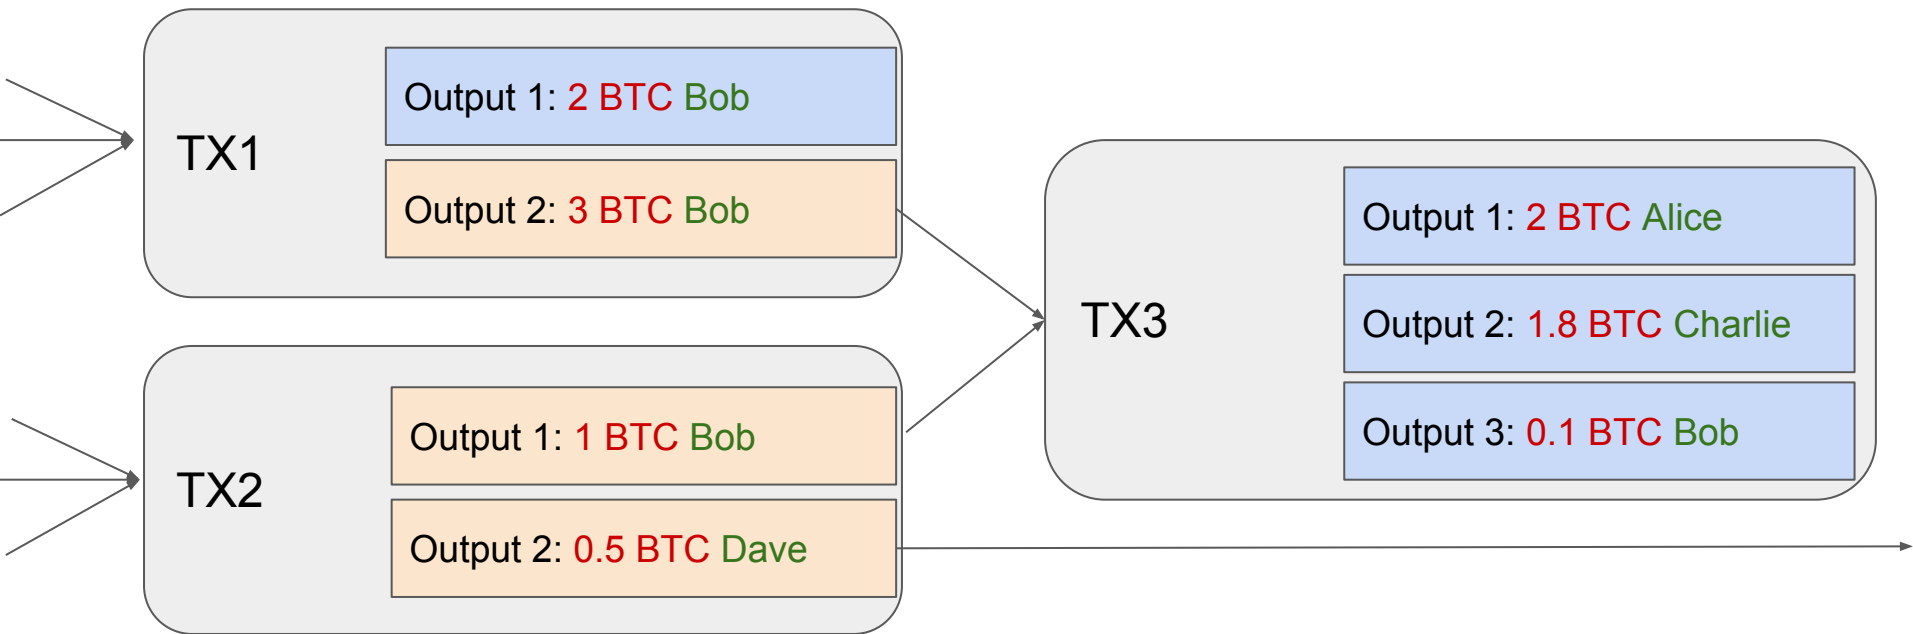 TX1
Output 1: 2 BTC Bob
Output 2: 3 BTC Bob
TX2
Output 1: 1 BTC Bob
Output 2: 0.5 BTC Dave
TX3
Output 1: 2 BTC Alice
Output 2: 1.8 BTC Charlie
Output 3: 0.1 BTC Bob